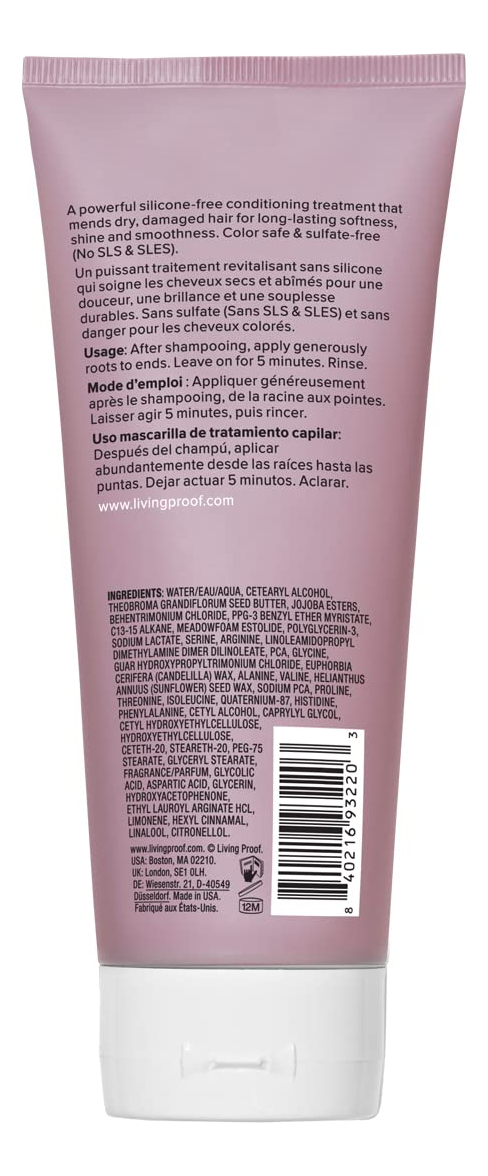 A powerful silicone-free conditioning treatment that
mends dry, damaged hair for long-lasting softness,
shine and smoothness. Color safe & sulfate-free
(No SLS & SLES).
Un puissant traitement revitalisant sans silicone
qui soigne les cheveux secs et abîmés pour une
douceur, une brillance et une souplesse
durables. Sans sulfate (Sans SLS & SLES) et sans
danger pour les cheveux colorés.
Usage: After shampooing, apply generously
roots to ends. Leave on for 5 minutes. Rinse.
Mode d'emploi : Appliquer généreusement
après le shampooing, de la racine aux pointes.
Laisser agir 5 minutes, puis rincer.
Uso mascarilla de tratamiento capilar:
Después del champú, aplicar
abundantemente desde las raíces hasta las
puntas. Dejar actuar 5 minutos. Aclarar.
www.livingproof.com
INGREDIENTS: WATER/EAU/AQUA, CETEARYL ALCOHOL,
THEOBROMA GRANDIFLORUM SEED BUTTER, JOJOBA ESTERS,
BEHENTRIMONIUM CHLORIDE, PPG-3 BENZYL ETHER MYRISTATE,
C13-15 ALKANE, MEADOWFOAM ESTOLIDE, POLYGLYCERIN-3,
SODIUM LACTATE, SERINE, ARGININE, LINOLEAMIDOPROPYL
DIMETHYLAMINE DIMER DILINOLEATE, PCA, GLYCINE,
GUAR HYDROXYPROPYLTRIMONIUM CHLORIDE, EUPHORBIA
CERIFERA (CANDELILLA) WAX, ALANINE, VALINE, HELIANTHUS
ANNUUS (SUNFLOWER) SEED WAX, SODIUM PCA, PROLINE,
THREONINE, ISOLEUCINE, QUATERNIUM-87, HISTIDINE,
PHENYLALANINE, CETYL ALCOHOL, CAPRYLYL GLYCOL,
CETYL HYDROXYETHYLCELLULOSE,
HYDROXYETHYLCELLULOSE,
CETETH-20, STEARETH-20, PEG-75
STEARATE, GLYCERYL STEARATE,
FRAGRANCE/PARFUM, GLYCOLIC
ACID, ASPARTIC ACID, GLYCERIN,
HYDROXYACETOPHENONE,
ETHYL LAUROYL ARGINATE HCL,
LIMONENE, HEXYL CINNAMAL,
LINALOOL, CITRONELLOL.
www.livingproof.com. © Living Proof.
USA: Boston, MA 02210.
UK: London, SE1 0LH.
DE: Wiesenstr. 21, D-40549
Düsseldorf. Made in USA.
Fabriqué aux États-Unis.
12M
8 40216 93220 3